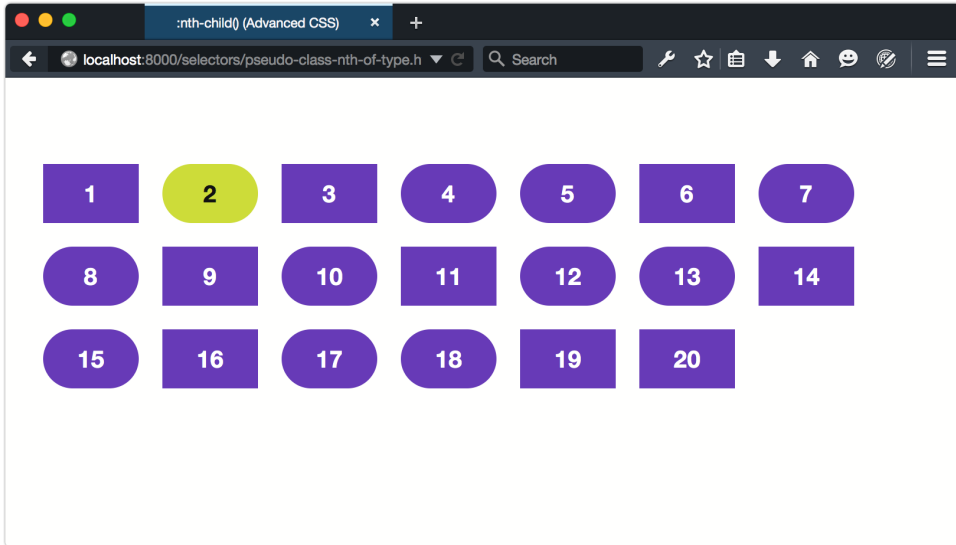 :nth-child() (Advanced CSS)
localhost:8000/selectors/pseudo-class-nth-of-type.h
Search
1 2 3 4 5 6 7
8 9 10 11 12 13 14
15 16 17 18 19 20